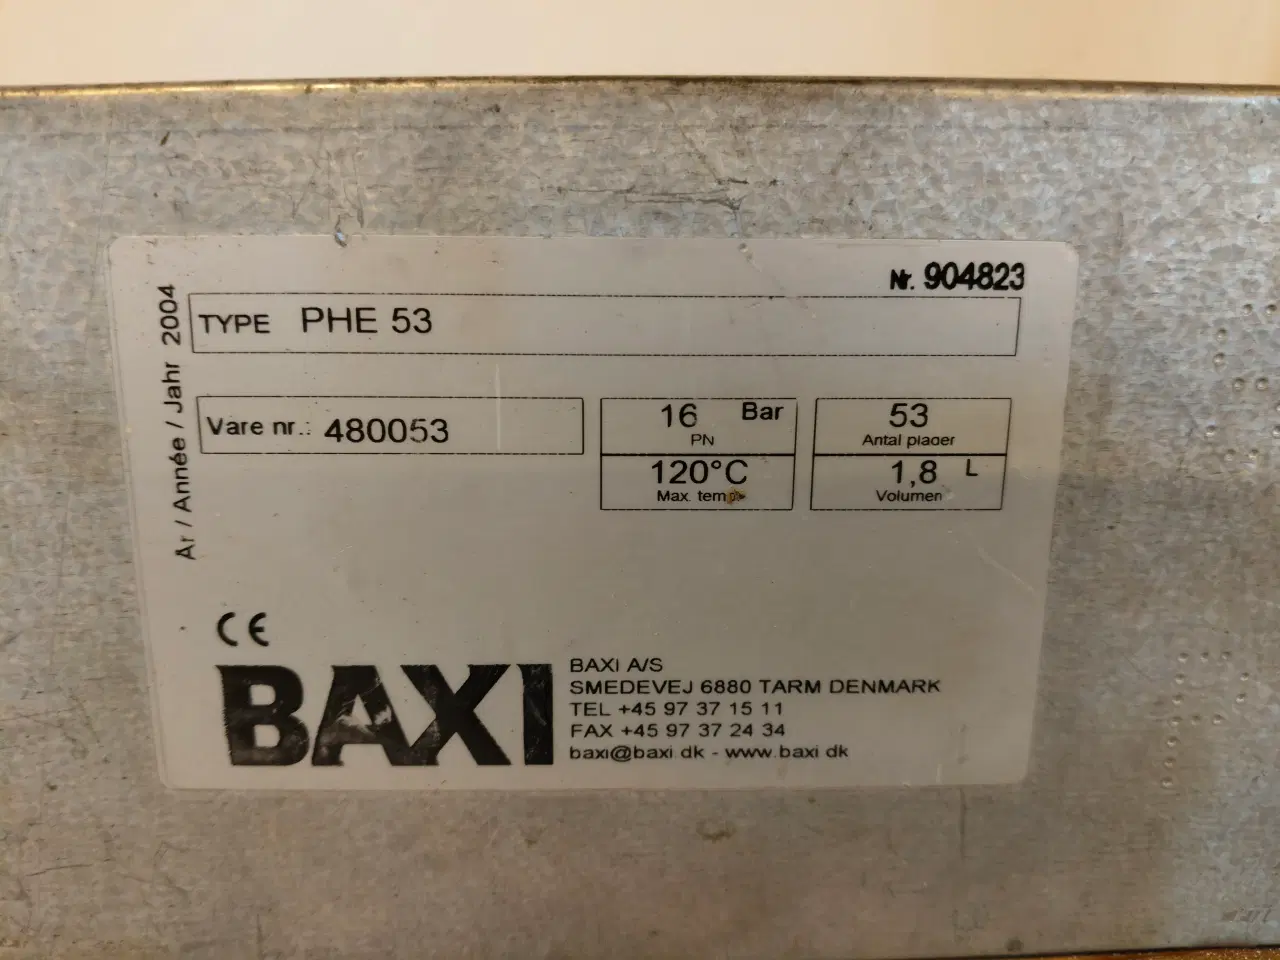 Nr. 904823
Ar / Année / Jahr 2004
TYPE PHE 53
Vare nr.: 480053
16 Bar
PN
120°C
Max. temp
53
Antal plader
1,8 L
Volumen
CE
BAXI
BAXI A/S
SMEDEVEJ 6880 TARM DENMARK
TEL +45 97 37 15 11
FAX +45 97 37 24 34
baxi@baxi.dk - www.baxi.dk